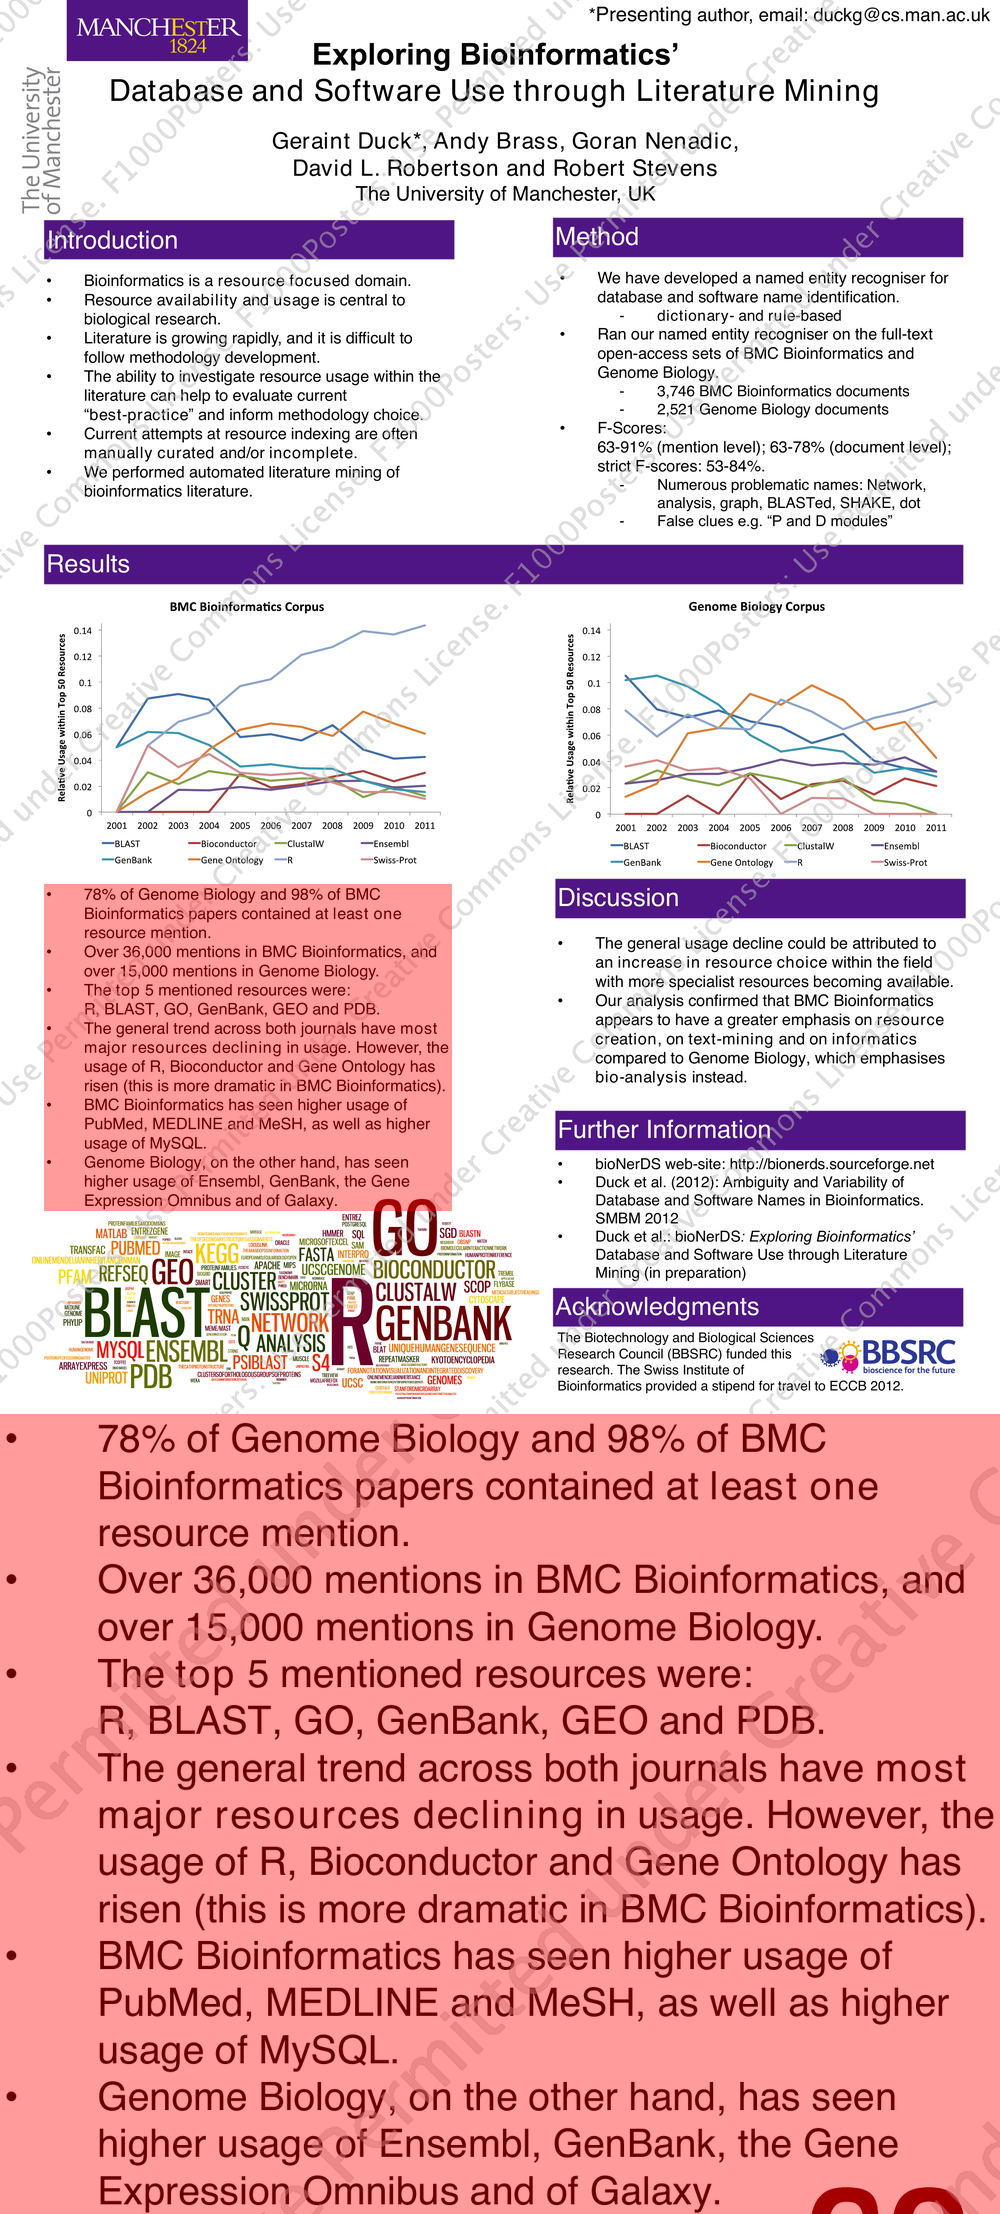 MANCHESTER
1824
The University
of Manchester
*Presenting author, email: duckg@cs.man.ac.uk
Exploring Bioinformatics’
Database and Software Use through Literature Mining
Geraint Duck*, Andy Brass, Goran Nenadic,
David L. Robertson and Robert Stevens
The University of Manchester, UK
Introduction
• Bioinformatics is a resource focused domain.
• Resource availability and usage is central to
biological research.
• Literature is growing rapidly, and it is difficult to
follow methodology development.
• The ability to investigate resource usage within the
literature can help to evaluate current
“best-practice” and inform methodology choice.
• Current attempts at resource indexing are often
manually curated and/or incomplete.
• We performed automated literature mining of
bioinformatics literature.
Method
• We have developed a named entity recogniser for
database and software name identification.
- dictionary- and rule-based
• Ran our named entity recogniser on the full-text
open-access sets of BMC Bioinformatics and
Genome Biology.
- 3,746 BMC Bioinformatics documents
- 2,521 Genome Biology documents
• F-Scores:
63-91% (mention level); 63-78% (document level);
strict F-scores: 53-84%.
- Numerous problematic names: Network,
analysis, graph, BLASTed, SHAKE, dot
- False clues e.g. “P and D modules”
Results
BMC Bioinformatics Corpus
Relative Usage within Top 50 Resources
0.14
0.12
0.1
0.08
0.06
0.04
0.02
0
2001 2002 2003 2004 2005 2006 2007 2008 2009 2010 2011
BLAST Bioconductor ClustalW Ensembl
GenBank Gene Ontology R Swiss-Prot
Genome Biology Corpus
Relative Usage within Top 50 Resources
0.14
0.12
0.1
0.08
0.06
0.04
0.02
0
2001 2002 2003 2004 2005 2006 2007 2008 2009 2010 2011
BLAST Bioconductor ClustalW Ensembl
GenBank Gene Ontology R Swiss-Prot
• 78% of Genome Biology and 98% of BMC
Bioinformatics papers contained at least one
resource mention.
• Over 36,000 mentions in BMC Bioinformatics, and
over 15,000 mentions in Genome Biology.
• The top 5 mentioned resources were:
R, BLAST, GO, GenBank, GEO and PDB.
• The general trend across both journals have most
major resources declining in usage. However, the
usage of R, Bioconductor and Gene Ontology has
risen (this is more dramatic in BMC Bioinformatics).
• BMC Bioinformatics has seen higher usage of
PubMed, MEDLINE and MeSH, as well as higher
usage of MySQL.
• Genome Biology, on the other hand, has seen
higher usage of Ensembl, GenBank, the Gene
Expression Omnibus and of Galaxy.
GO
MATLAB ENTREZGENE
TRANSFAC PUBMED
PFAM REFSEQ GEO
KEGG
HMMER SQL
MICROSOFTEXCEL SAM
FASTA INTERPRO
APACHE MIPS UCSCGENOME
SGD BLASTN
BIOCONDUCTOR
CLUSTER MICRORNA
CLUSTALW SCOP FLYBASE
CYTOSCAPE
BLAST
GENES SWISSPROT
TRNA NETWORK
R
GENBANK
PHYLIP
MYSQL ENSEMBL Q ANALYSIS
UNIQUEHUMANGENESEQUENCE
ARRAYEXPRESS PSIBLAST MUSCLE S4
REPEATMASKER KYOTOENCYCLOPEDIA
UNIPROT PDB
UCSC GENOMES
Discussion
• The general usage decline could be attributed to
an increase in resource choice within the field
with more specialist resources becoming available.
• Our analysis confirmed that BMC Bioinformatics
appears to have a greater emphasis on resource
creation, on text-mining and on informatics
compared to Genome Biology, which emphasises
bio-analysis instead.
Further Information
• bioNerDS web-site: http://bionerds.sourceforge.net
• Duck et al. (2012): Ambiguity and Variability of
Database and Software Names in Bioinformatics.
SMBM 2012
• Duck et al.: bioNerDS: Exploring Bioinformatics’
Database and Software Use through Literature
Mining (in preparation)
Acknowledgments
The Biotechnology and Biological Sciences
Research Council (BBSRC) funded this
research. The Swiss Institute of
Bioinformatics provided a stipend for travel to ECCB 2012.
BBSRC
bioscience for the future
F1000Posters: Use Permitted under Creative Commons License.
• 78% of Genome Biology and 98% of BMC
Bioinformatics papers contained at least one
resource mention.
• Over 36,000 mentions in BMC Bioinformatics, and
over 15,000 mentions in Genome Biology.
• The top 5 mentioned resources were:
R, BLAST, GO, GenBank, GEO and PDB.
• The general trend across both journals have most
major resources declining in usage. However, the
usage of R, Bioconductor and Gene Ontology has
risen (this is more dramatic in BMC Bioinformatics).
• BMC Bioinformatics has seen higher usage of
PubMed, MEDLINE and MeSH, as well as higher
usage of MySQL.
• Genome Biology, on the other hand, has seen
higher usage of Ensembl, GenBank, the Gene
Expression Omnibus and of Galaxy.